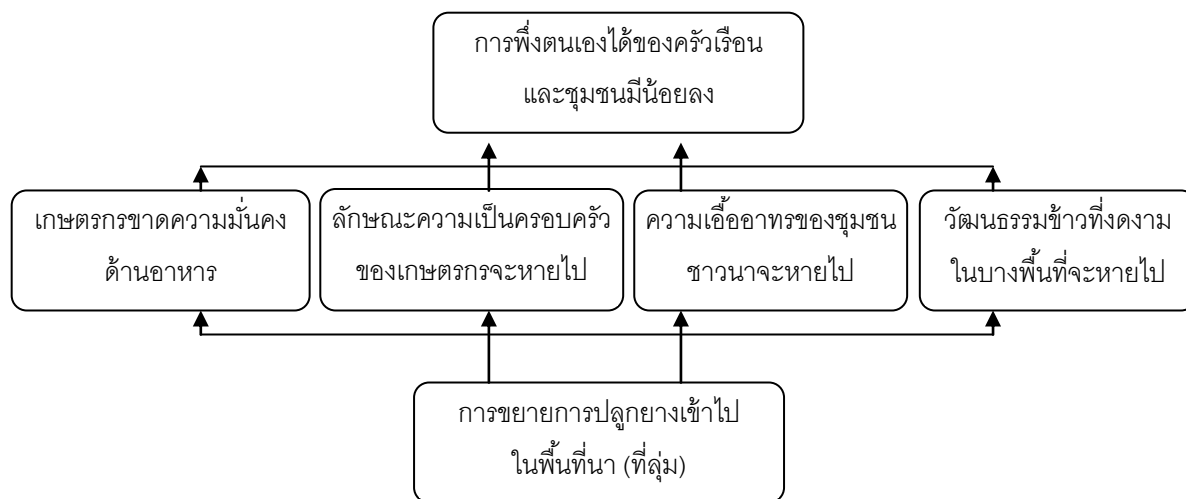 การพึ่งตนเองได้ของครัวเรือน
และชุมชนมีน้อยลง
เกษตรกรขาดความมั่นคง
ด้านอาหาร
ลักษณะความเป็นครอบครัว
ของเกษตรกรจะหายไป
ความเอื้ออาทรของชุมชน
ชาวนาจะหายไป
วัฒนธรรมข้าวที่งดงาม
ในบางพื้นที่จะหายไป
การขยายการปลูกยางเข้าไป
ในพื้นที่นา (ที่ลุ่ม)